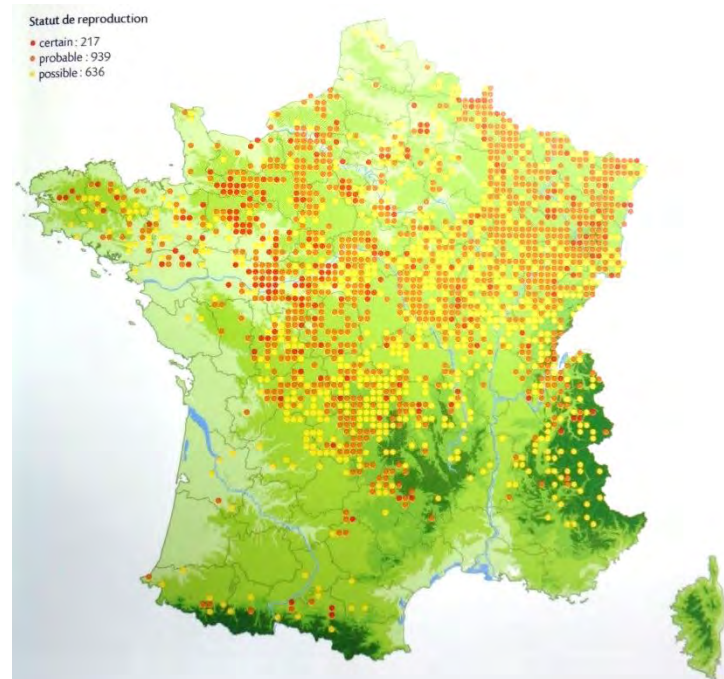 Statut de reproduction
certain : 217
probable : 939
possible : 636